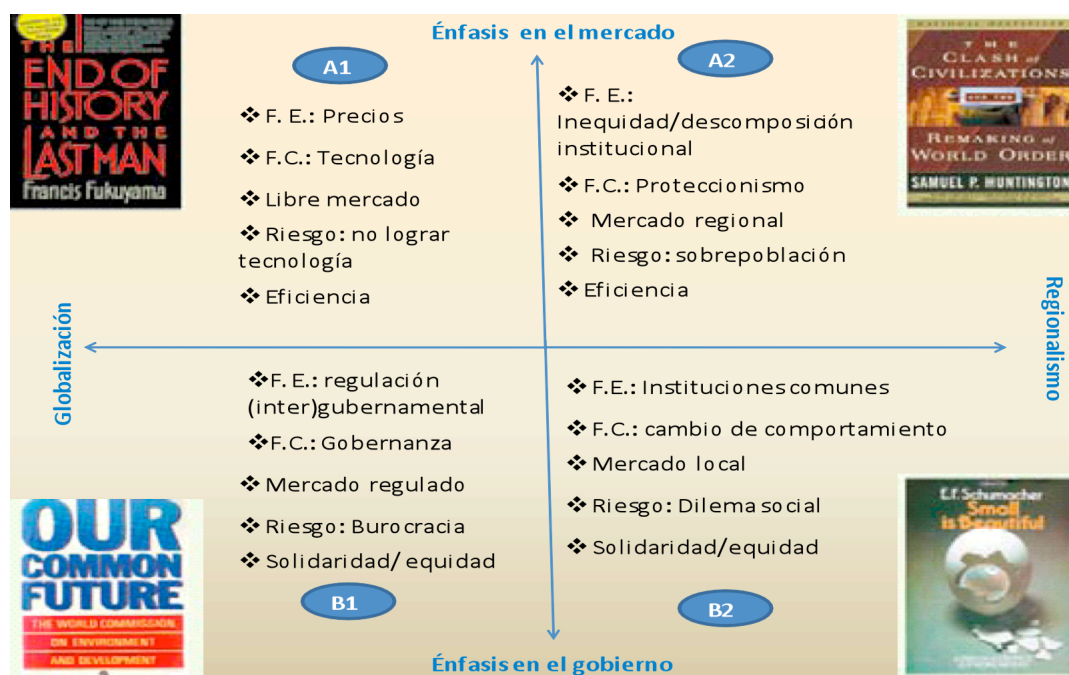 Énfasis en el mercado
THE
END OF
HISTORY
AND THE
LAST MAN
Francis Fukuyama
A1
❖ F. E.: Precios
❖ F.C.: Tecnología
❖ Libre mercado
❖ Riesgo: no lograr
tecnología
❖ Eficiencia
A2
❖ F. E.:
Inequidad/descomposición
institucional
❖ F.C.: Proteccionismo
❖ Mercado regional
❖ Riesgo: sobrepoblación
❖ Eficiencia
NATIONAL BESTSELLER
THE
CLASH of
CIVILIZATIONS
AND THE
REMAKING of
WORLD ORDER
SAMUEL P. HUNTINGTON
Globalización
Regionalismo
❖F. E.: regulación
(inter)gubernamental
❖F.C.: Gobernanza
❖ Mercado regulado
❖ Riesgo: Burocracia
❖ Solidaridad/ equidad
B1
❖ F.E.: Instituciones comunes
❖ F.C.: cambio de comportamiento
❖ Mercado local
❖ Riesgo: Dilema social
❖ Solidaridad/equidad
B2
OUR
COMMON
FUTURE
THE WORLD COMMISSION
ON ENVIRONMENT
AND DEVELOPMENT
E.F. Schumacher
Small
is Beautiful
Énfasis en el gobierno